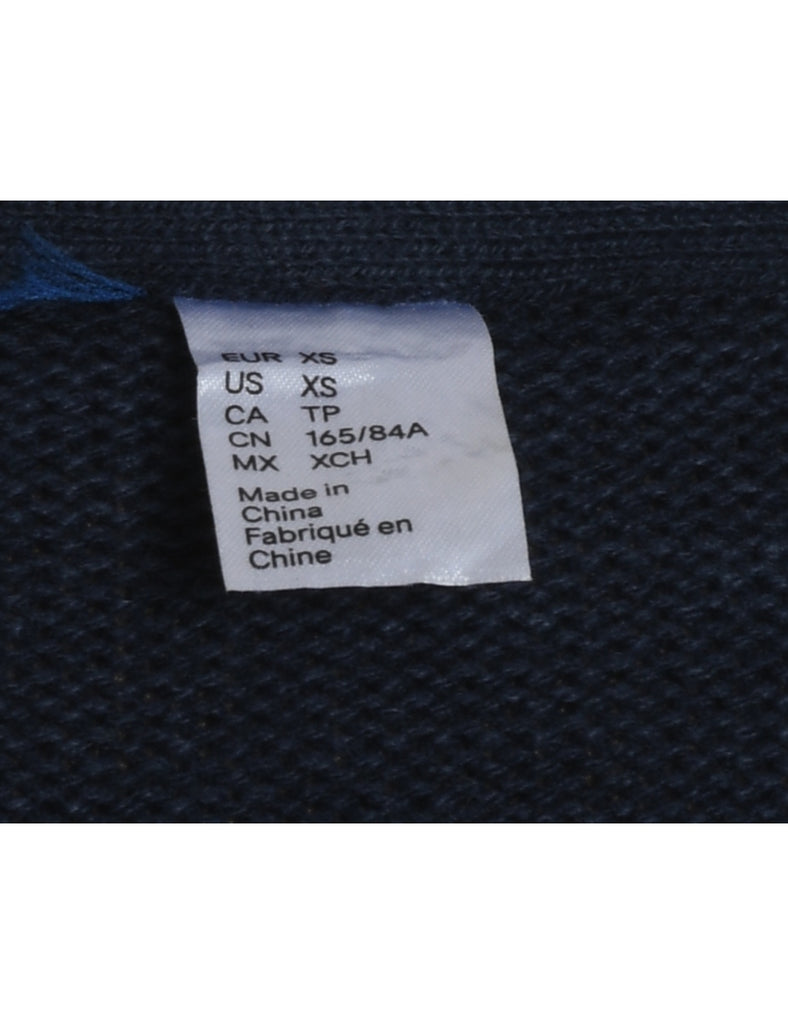 EUR XS
US XS
CA TP
CN 165/84A
MX XCH
Made in
China
Fabriqué en
Chine